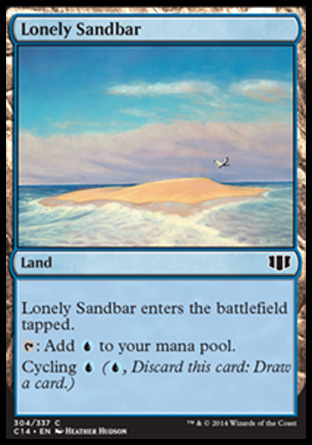 Lonely Sandbar
Land
Lonely Sandbar enters the battlefield
tapped.
: Add to your mana pool.
Cycling ( , Discard this card: Draw
a card.)
304/337 C
C14 • EN Heather Hudson
™ & © 2014 Wizards of the Coast